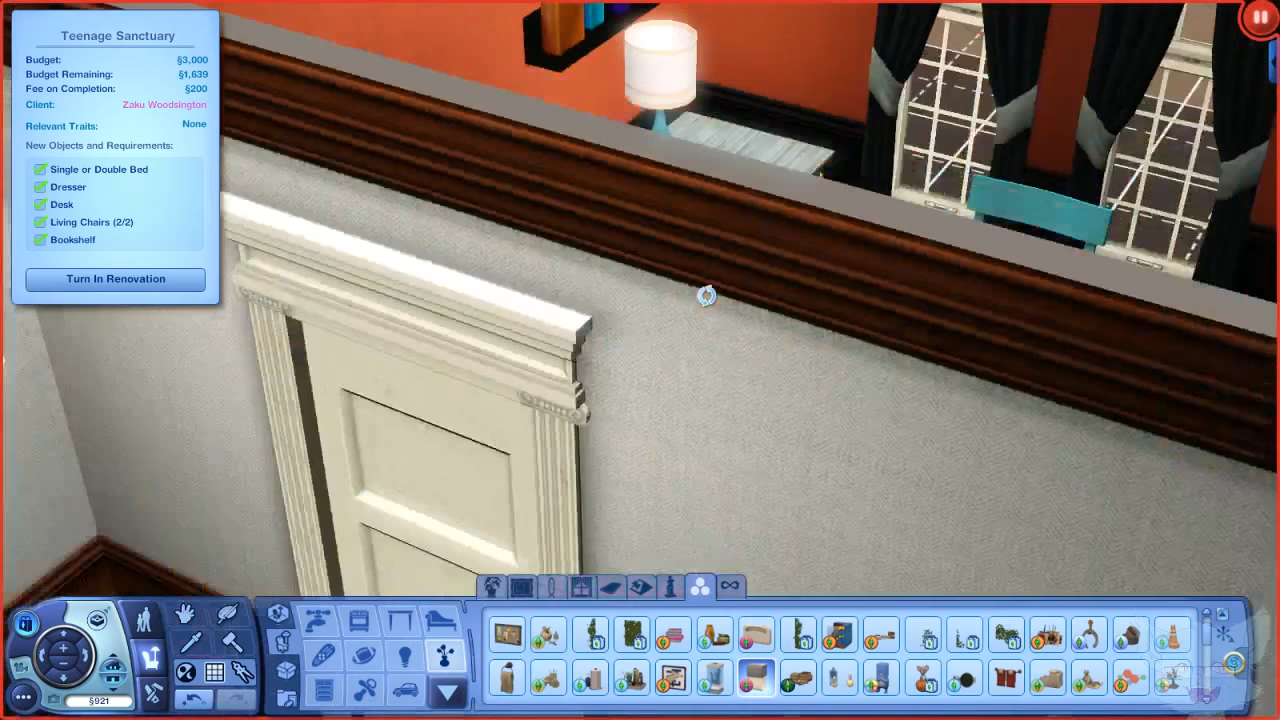 Teenage Sanctuary
Budget: §3,000
Budget Remaining: §1,639
Fee on Completion: §200
Client: Zaku Woodsington
Relevant Traits: None
New Objects and Requirements:
Single or Double Bed
Dresser
Desk
Living Chairs (2/2)
Bookshelf
Turn In Renovation
§921